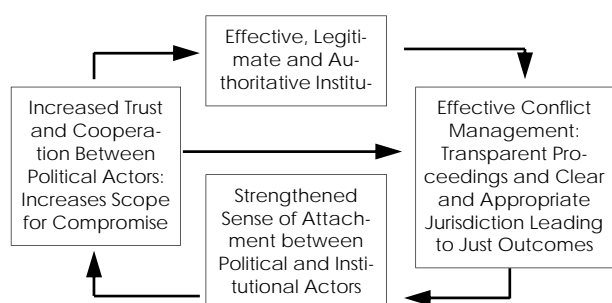 Effective, Legiti-
mate and Au-
thoritative Institu-
Increased Trust
and Coopera-
tion Between
Political Actors:
Increases Scope
for Compromise
Effective Conflict
Management:
Transparent Pro-
ceedings and Clear
and Appropriate
Jurisdiction Leading
to Just Outcomes
Strengthened
Sense of Attach-
ment between
Political and Insti-
tutional Actors